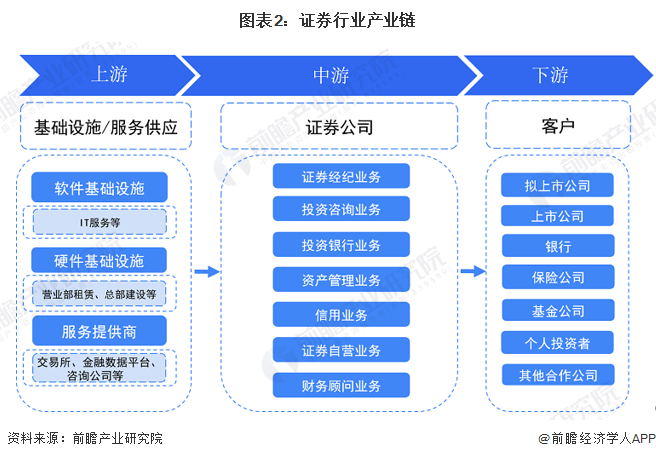 图表2：证券行业产业链
上游
中游
下游
基础设施/服务供应
证券公司
客户
软件基础设施
IT服务等
硬件基础设施
营业部租赁、总部建设等
服务提供商
交易所、金融数据平台、
咨询公司等
证券经纪业务
投资咨询业务
投资银行业务
资产管理业务
信用业务
证券自营业务
财务顾问业务
拟上市公司
上市公司
银行
保险公司
基金公司
个人投资者
其他合作公司
前瞻产业研究院
资料来源：前瞻产业研究院
@前瞻经济学人APP